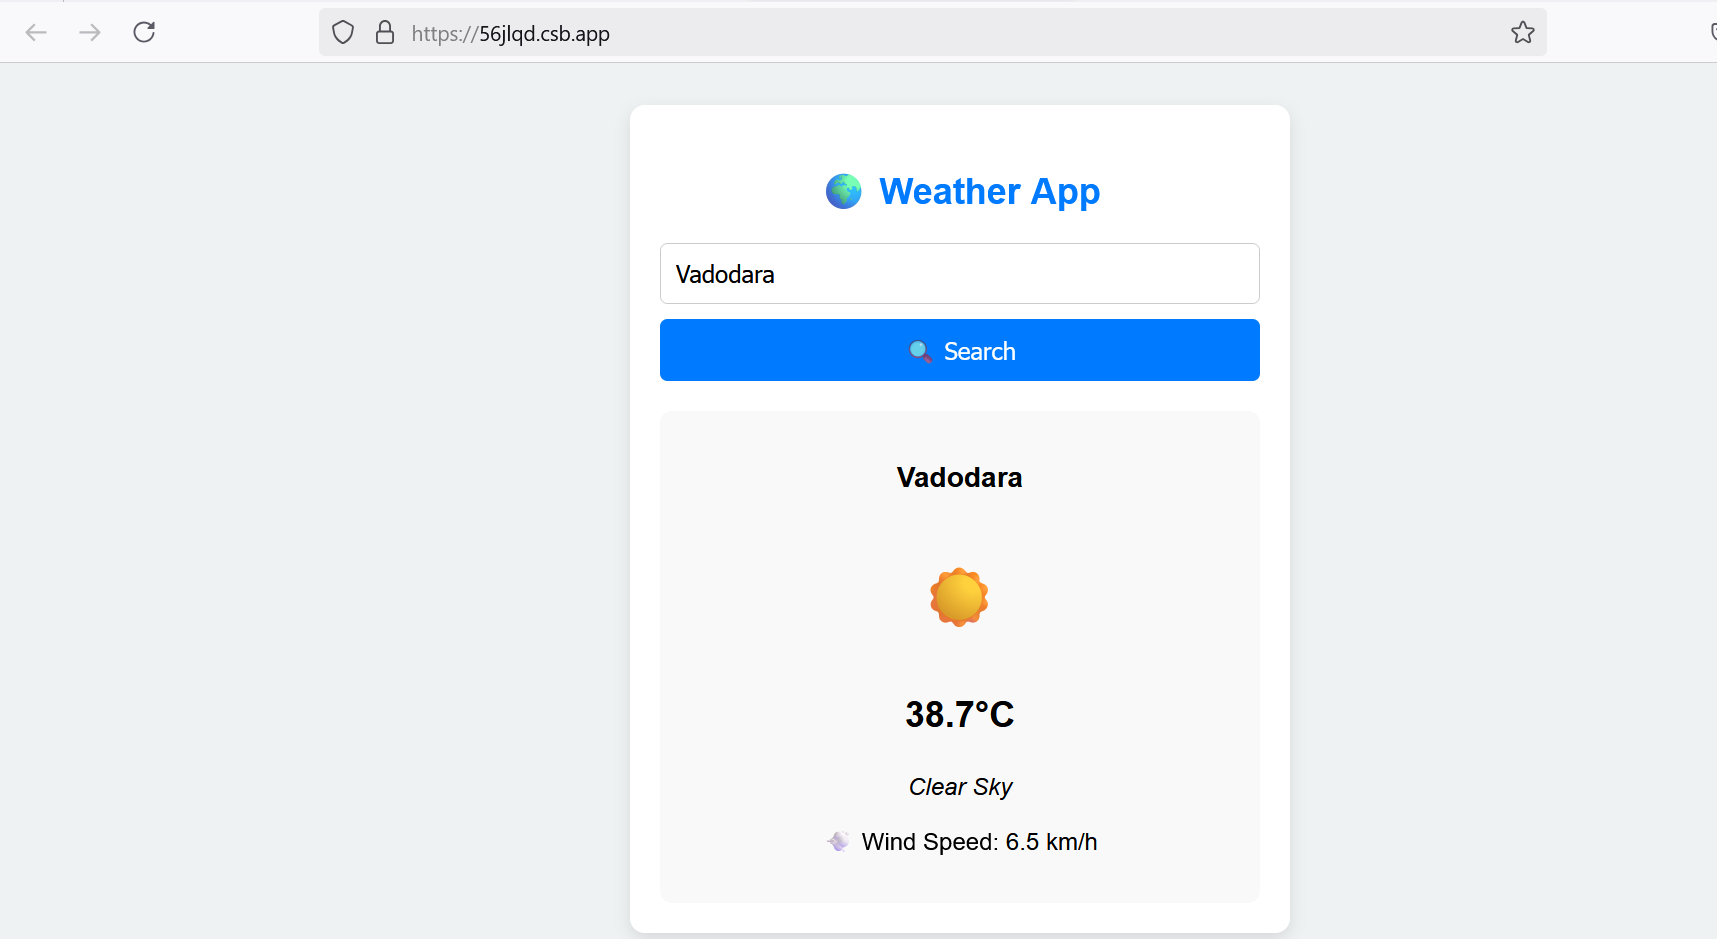 https://56jlqd.csb.app
🌍 Weather App
Vadodara
🔍 Search
Vadodara
38.7°C
Clear Sky
💨 Wind Speed: 6.5 km/h